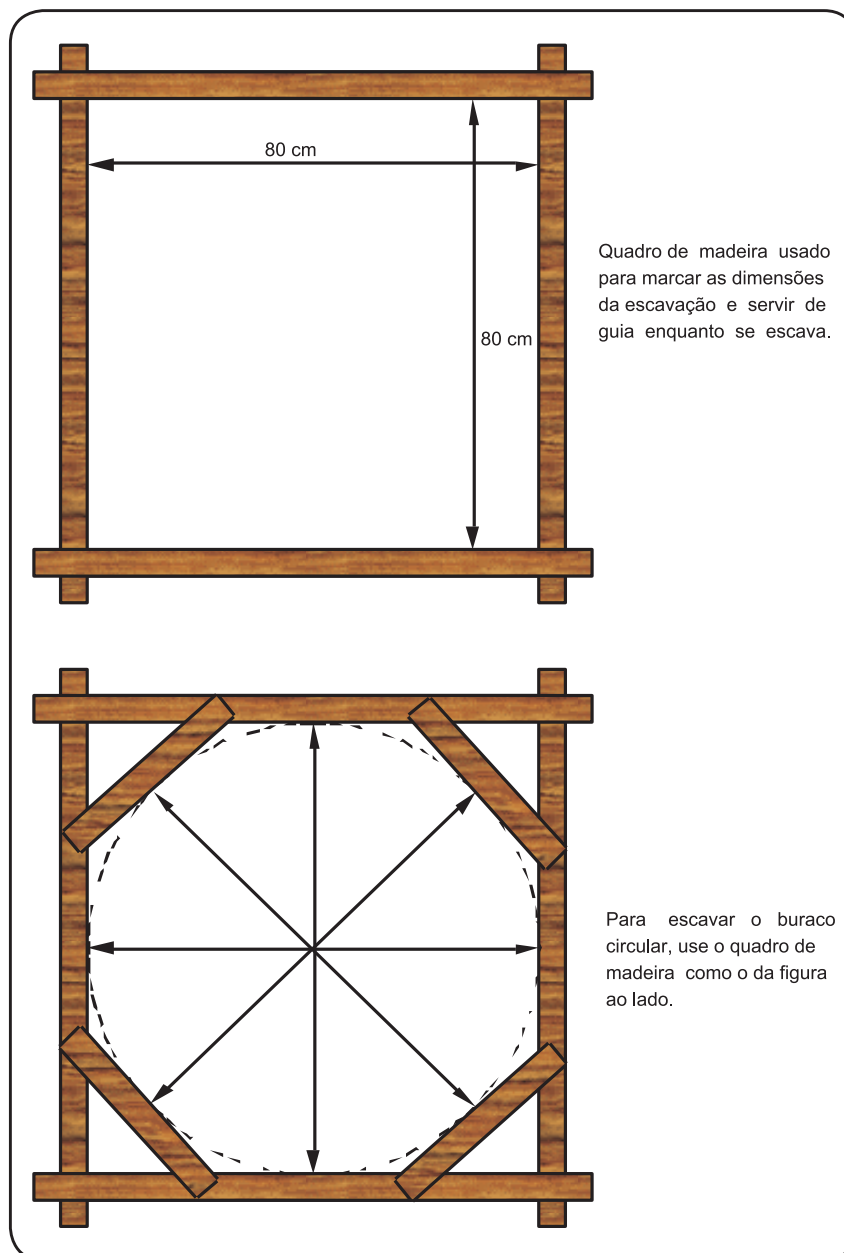 80 cm
80 cm
Quadro de madeira usado
para marcar as dimensões
da escavação e servir de
guia enquanto se escava.
Para escavar o buraco
circular, use o quadro de
madeira como o da figura
ao lado.